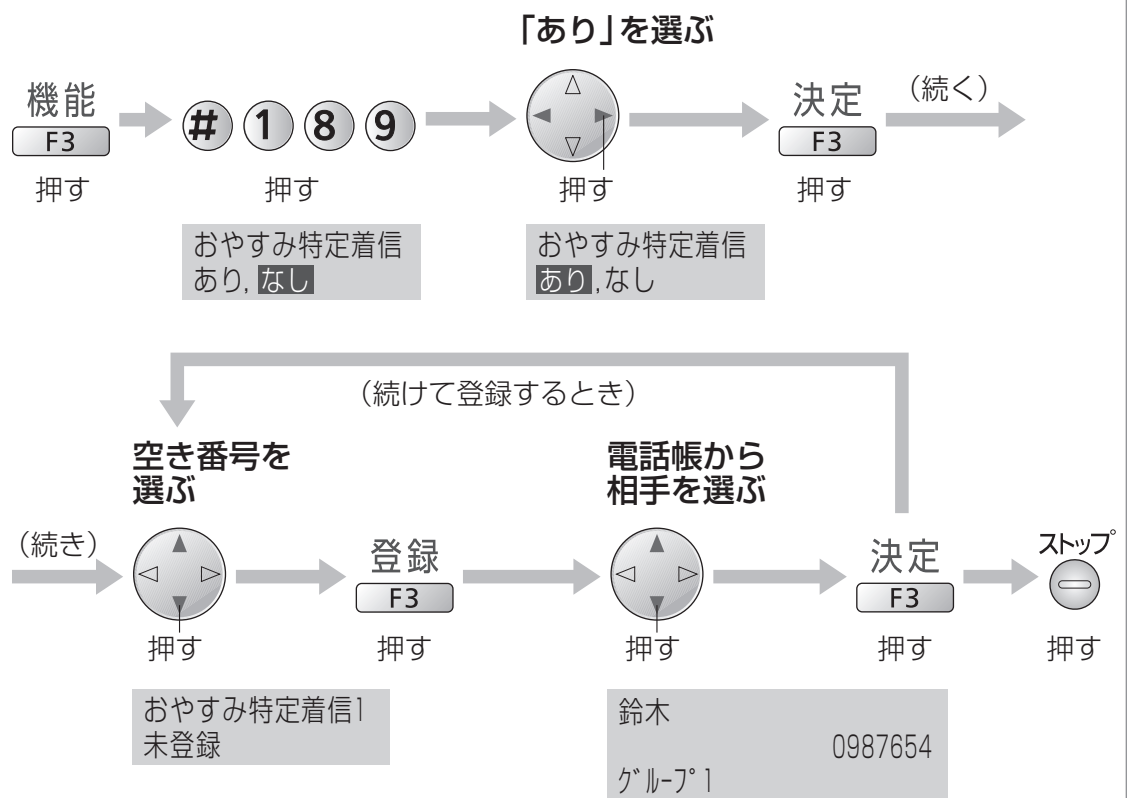 「あり」を選ぶ
機能
F3
押す
# 1 8 9
押す
押す
決定
F3
押す
(続く)
おやすみ特定着信
あり, なし
おやすみ特定着信
あり,なし
(続けて登録するとき)
空き番号を
選ぶ
電話帳から
相手を選ぶ
(続き)
押す
登録
F3
押す
押す
決定
F3
押す
ストップ
押す
おやすみ特定着信1
未登録
鈴木
0987654
グループ1